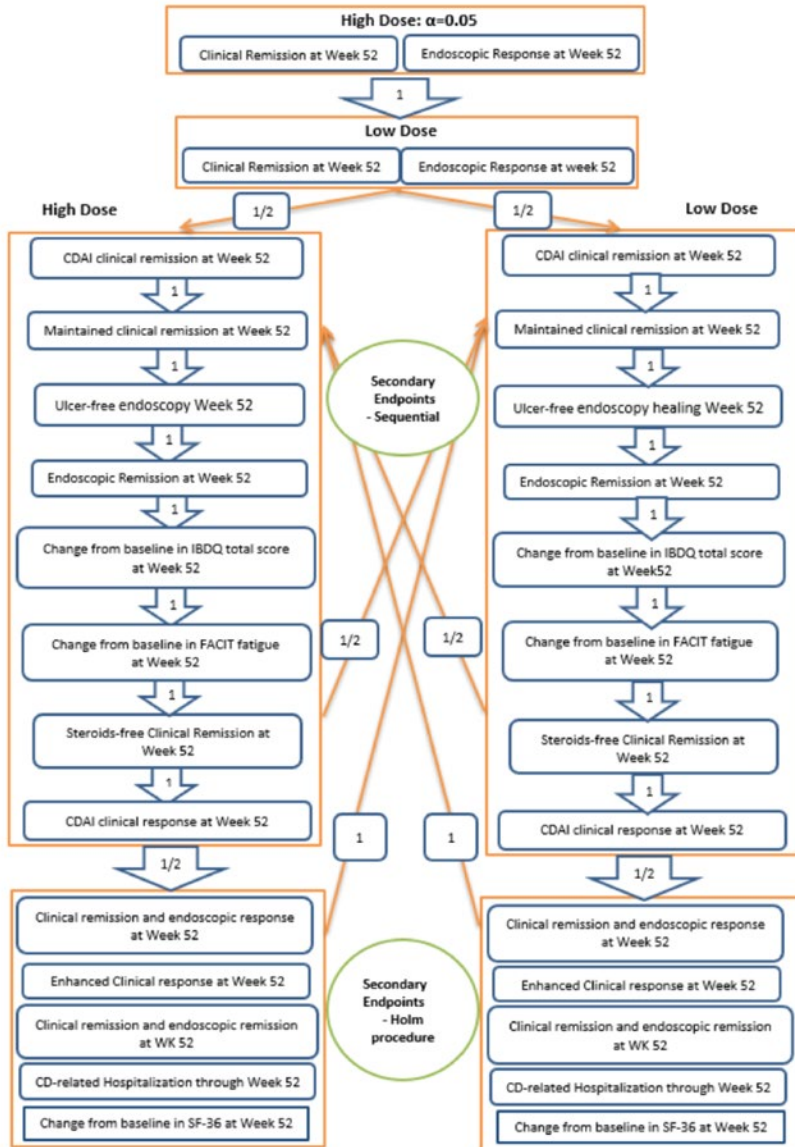 High Dose: α=0.05
Clinical Remission at Week 52
Endoscopic Response at Week 52
1
Low Dose
Clinical Remission at Week 52
Endoscopic Response at week 52
High Dose
1/2
1/2
Low Dose
CDAI clinical remission at Week 52
1
Maintained clinical remission at Week 52
1
Ulcer-free endoscopy Week 52
1
Endoscopic Remission at Week 52
1
Change from baseline in IBDQ total score
at Week 52
1
Change from baseline in FACIT fatigue
at Week 52
1
Steroids-free Clinical Remission at
Week 52
1
CDAI clinical response at Week 52
1/2
Clinical remission and endoscopic response
at Week 52
Enhanced Clinical response at Week 52
Clinical remission and endoscopic remission
at WK 52
CD-related Hospitalization through Week 52
Change from baseline in SF-36 at Week 52
Secondary
Endpoints
- Sequential
1/2
1/2
1
1
Secondary
Endpoints
- Holm
procedure
CDAI clinical remission at Week 52
1
Maintained clinical remission at Week 52
1
Ulcer-free endoscopy healing Week 52
1
Endoscopic Remission at Week 52
1
Change from baseline in IBDQ total score
at Week52
1
Change from baseline in FACIT fatigue
at Week 52
1
Steroids-free Clinical Remission at
Week 52
1
CDAI clinical response at Week 52
1/2
Clinical remission and endoscopic response
at Week 52
Enhanced Clinical response at Week 52
Clinical remission and endoscopic remission
at WK 52
CD-related Hospitalization through Week 52
Change from baseline in SF-36 at Week 52